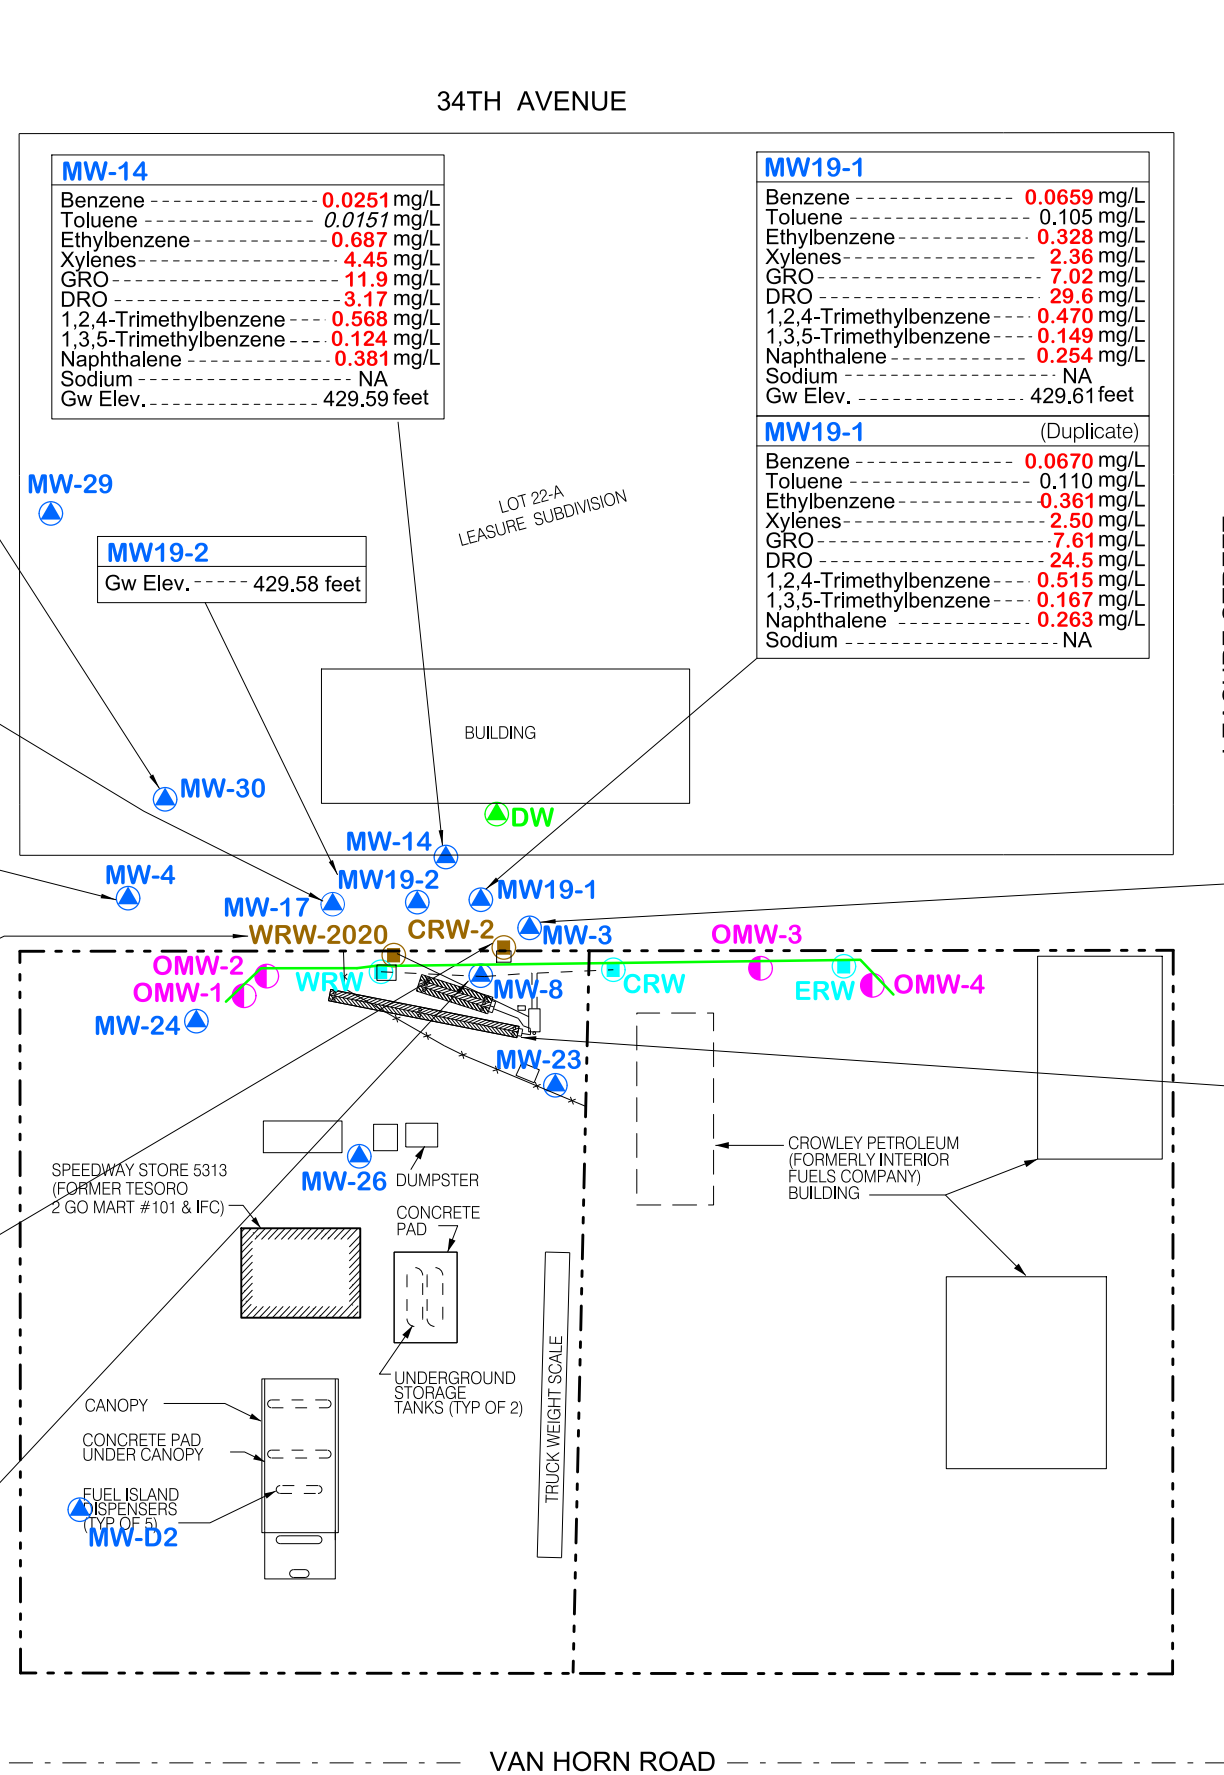 34TH AVENUE
MW-14
Benzene 0.0251 mg/L
Toluene 0.0151 mg/L
Ethylbenzene 0.687 mg/L
Xylenes 4.45 mg/L
GRO 11.9 mg/L
DRO 3.17 mg/L
1,2,4-Trimethylbenzene 0.568 mg/L
1,3,5-Trimethylbenzene 0.124 mg/L
Naphthalene 0.381 mg/L
Sodium NA
Gw Elev. 429.59 feet
MW19-1
Benzene 0.0659 mg/L
Toluene 0.105 mg/L
Ethylbenzene 0.328 mg/L
Xylenes 2.36 mg/L
GRO 7.02 mg/L
DRO 29.6 mg/L
1,2,4-Trimethylbenzene 0.470 mg/L
1,3,5-Trimethylbenzene 0.149 mg/L
Naphthalene 0.254 mg/L
Sodium NA
Gw Elev. 429.61 feet
MW19-1 (Duplicate)
Benzene 0.0670 mg/L
Toluene 0.110 mg/L
Ethylbenzene 0.361 mg/L
Xylenes 2.50 mg/L
GRO 7.61 mg/L
DRO 24.5 mg/L
1,2,4-Trimethylbenzene 0.515 mg/L
1,3,5-Trimethylbenzene 0.167 mg/L
Naphthalene 0.263 mg/L
Sodium NA
MW-29
LOT 22-A
LEASURE SUBDIVISION
MW19-2
Gw Elev. 429.58 feet
BUILDING
MW-30
DW
MW-14
MW-4
MW19-2
MW19-1
MW-17
WRW-2020
CRW-2
MW-3
OMW-3
OMW-2
WRW
MW-8
CRW
ERW
OMW-4
OMW-1
MW-24
MW-23
CROWLEY PETROLEUM
(FORMERLY INTERIOR
FUELS COMPANY)
BUILDING
SPEEDWAY STORE 5313
(FORMER TESORO
2 GO MART #101 & IFC)
MW-26
DUMPSTER
CONCRETE
PAD
UNDERGROUND
STORAGE
TANKS (TYP OF 2)
TRUCK WEIGHT SCALE
CANOPY
CONCRETE PAD
UNDER CANOPY
FUEL ISLAND
DISPENSERS
(TYP OF 5)
MW-D2
VAN HORN ROAD